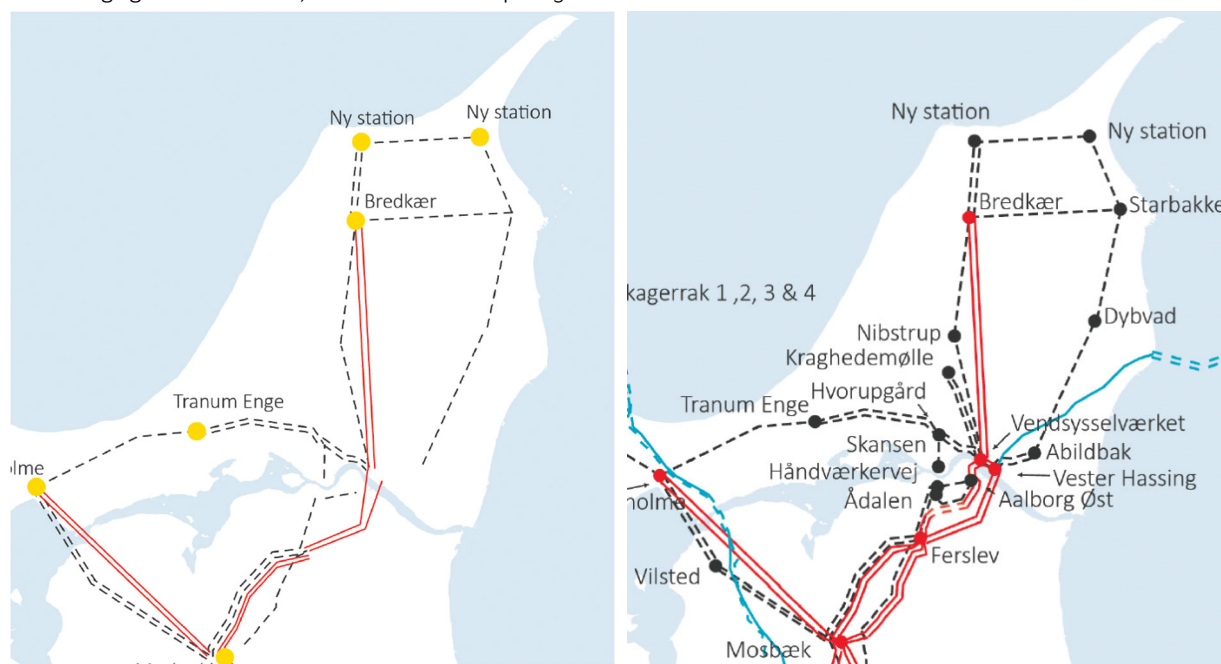 Ny station
Ny station
Bredkær
Tranum Enge
olme
Ny station
Ny station
Bredkær
Starbakke
kagerrak 1 ,2, 3 & 4
Dybvad
Nibstrup
Kraghedemølle
Hvorupgård
Tranum Enge
Vendsysselværket
Skansen
Abildbak
Håndværkervej
Vester Hassing
holme
Ådalen
Aalborg Øst
Ferslev
Vilsted
Mosbæk